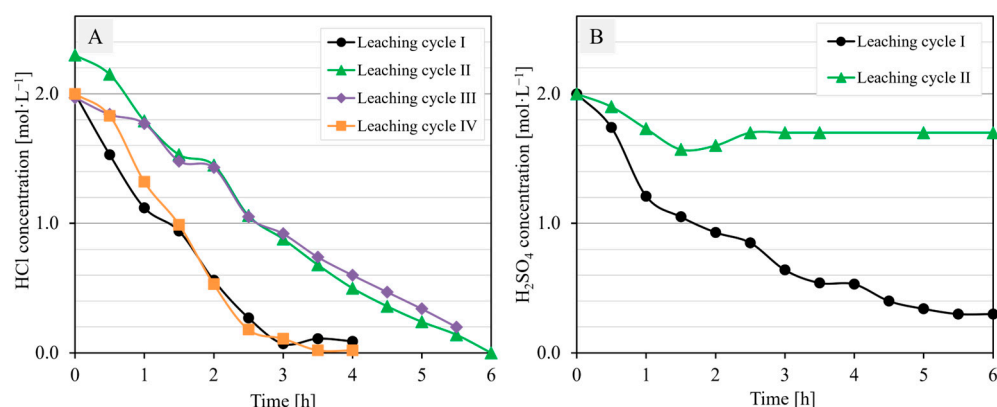 A
Leaching cycle I
Leaching cycle II
Leaching cycle III
Leaching cycle IV
HCl concentration [mol·L⁻¹]
2.0
1.0
0.0
0 1 2 3 4 5 6
Time [h]
B
Leaching cycle I
Leaching cycle II
H₂SO₄ concentration [mol·L⁻¹]
2.0
1.0
0.0
0 1 2 3 4 5 6
Time [h]